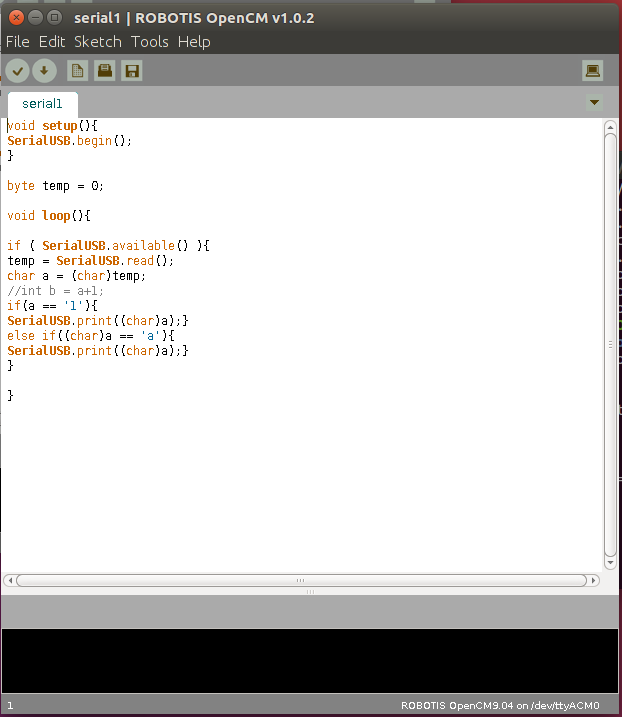 serial1 | ROBOTIS OpenCM v1.0.2
File Edit Sketch Tools Help
serial1
void setup(){
SerialUSB.begin();
}
byte temp = 0;
void loop(){
if ( SerialUSB.available() ){
temp = SerialUSB.read();
char a = (char)temp;
//int b = a+1;
if(a == '1'){
SerialUSB.print((char)a);}
else if((char)a == 'a'){
SerialUSB.print((char)a);}
}
}
1
ROBOTIS OpenCM9.04 on /dev/ttyACM0